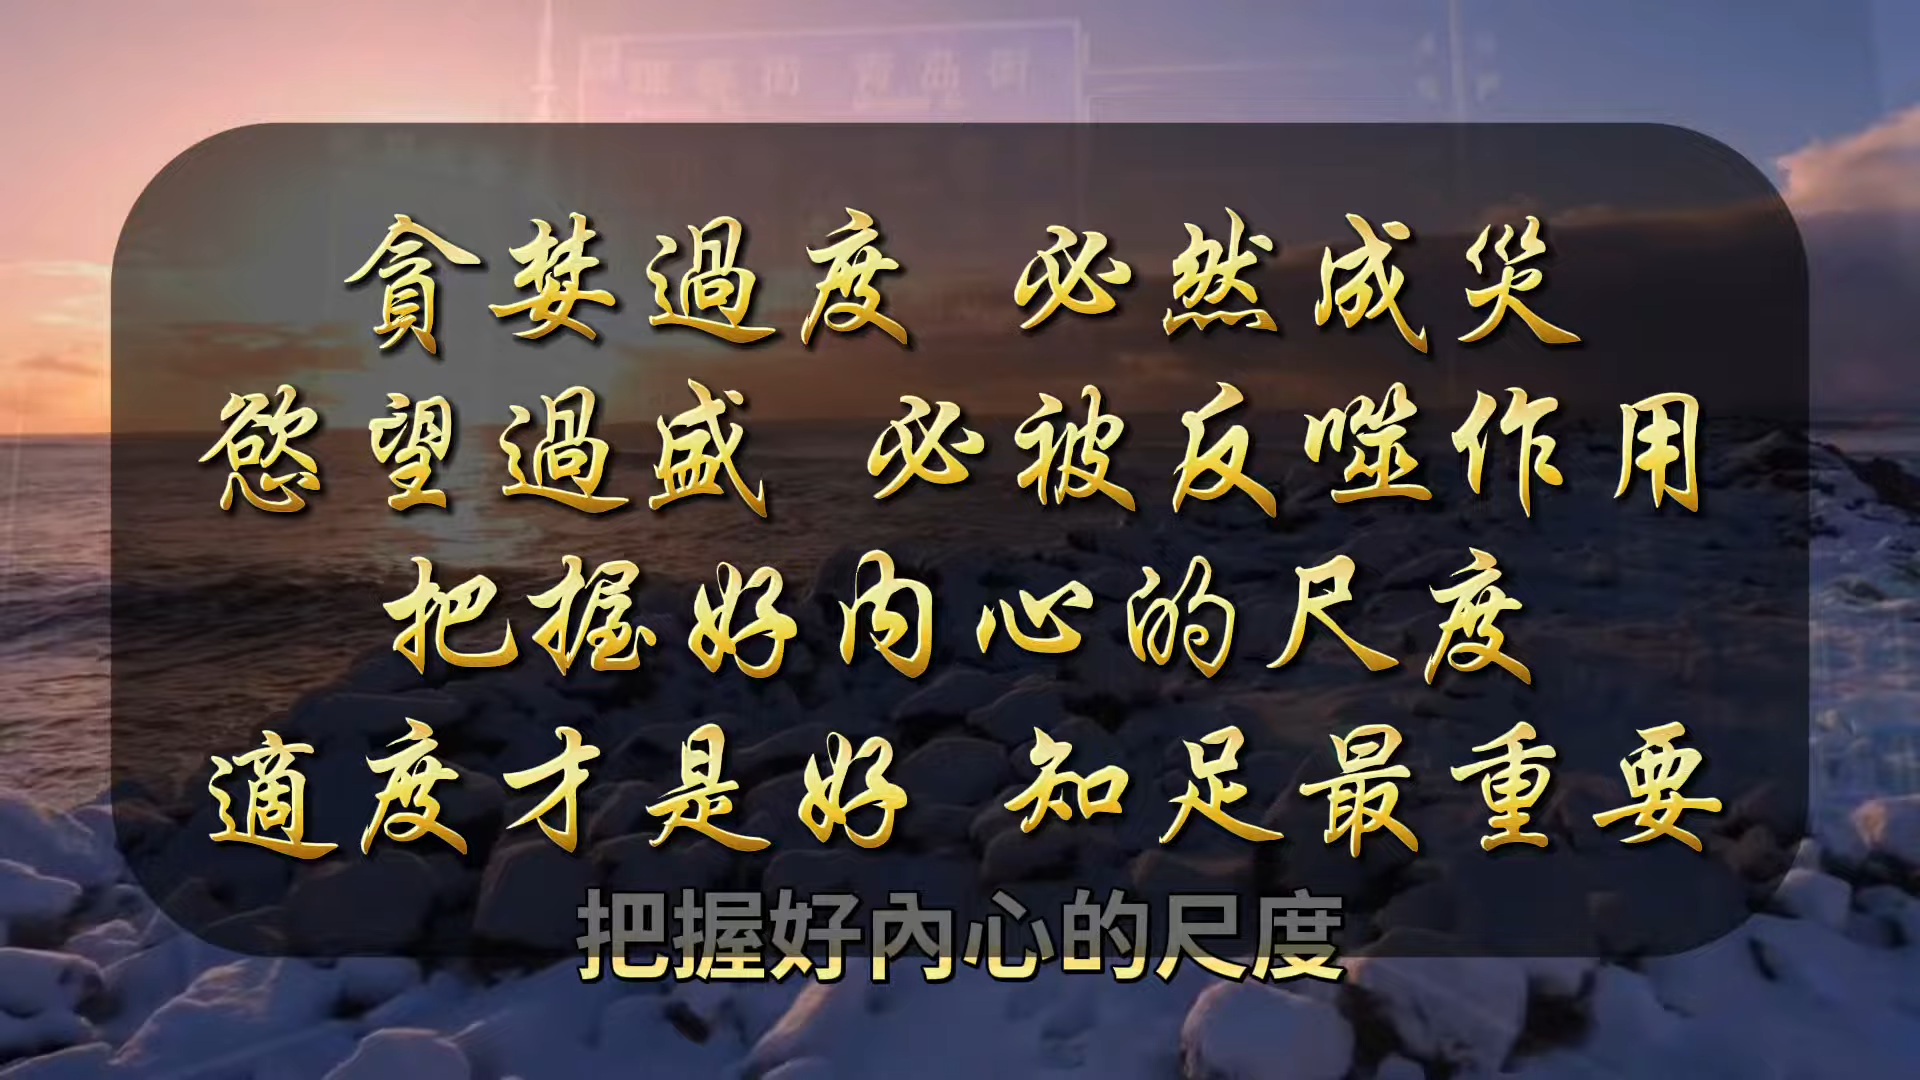 貪婪過度 必然成災
慾望過盛 必被反噬作用
把握好內心的尺度
適度才是好 知足最重要
把握好內心的尺度